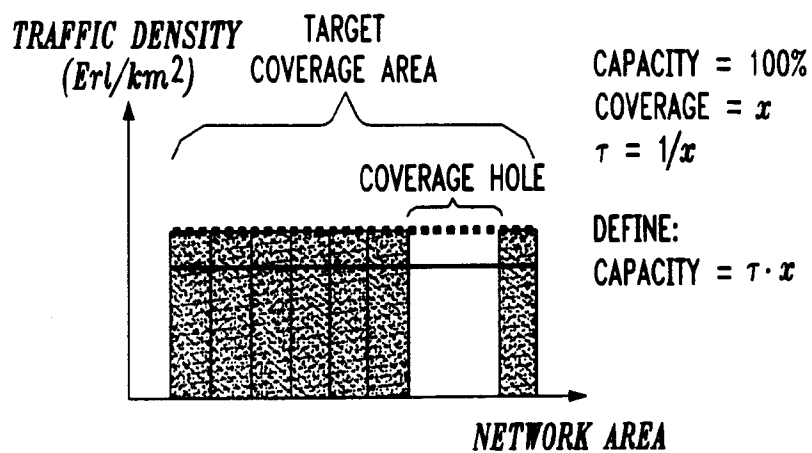 TRAFFIC DENSITY
(Erl/km2)
TARGET
COVERAGE AREA
CAPACITY = 100%
COVERAGE = x
τ = 1/x
COVERAGE HOLE
DEFINE:
CAPACITY = τ·x
NETWORK AREA